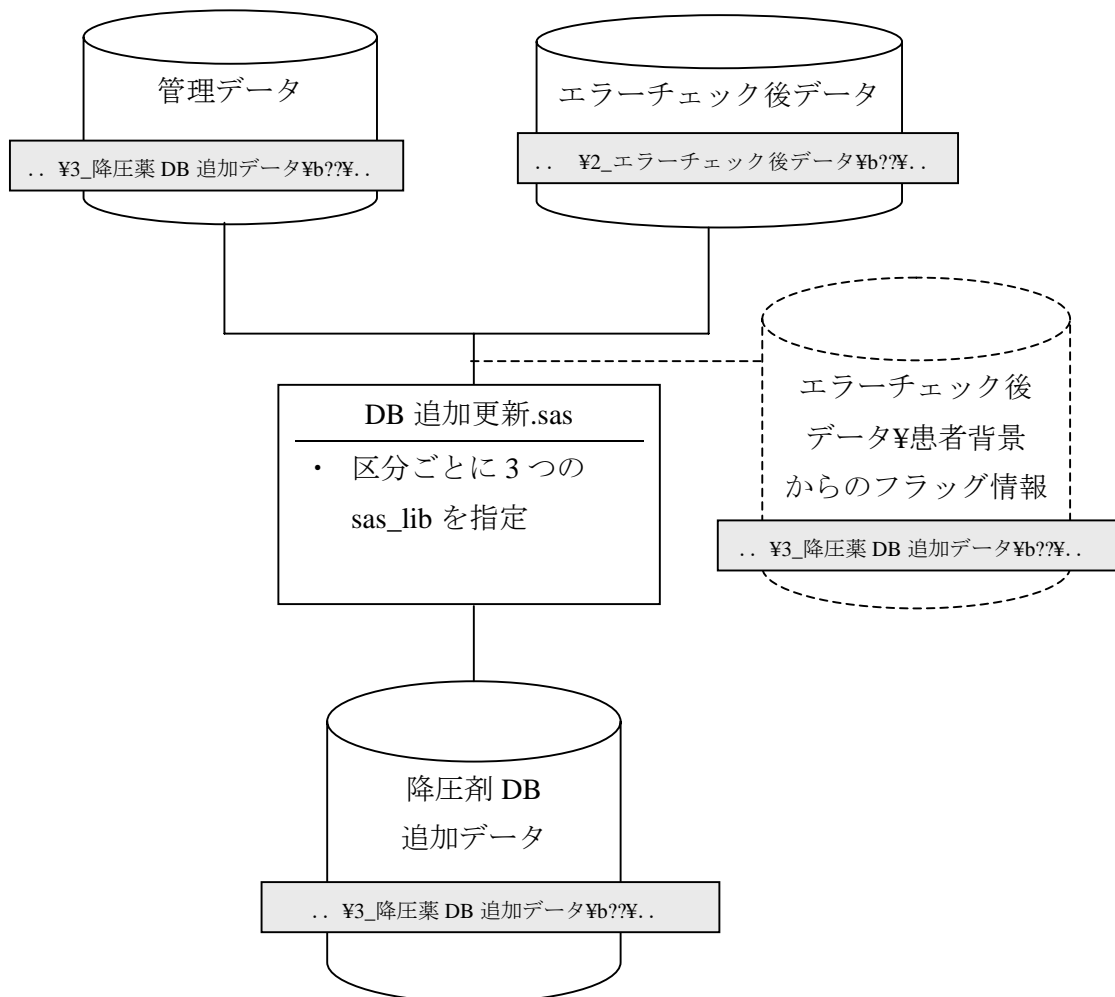 管理データ
エラーチェック後データ
.. ¥3_降圧薬 DB 追加データ¥b??¥..
.. ¥2_エラーチェック後データ¥b??¥..
DB 追加更新.sas
・ 区分ごとに 3 つの
sas_lib を指定
エラーチェック後
データ¥患者背景
からのフラッグ情報
.. ¥3_降圧薬 DB 追加データ¥b??¥..
降圧剤 DB
追加データ
.. ¥3_降圧薬 DB 追加データ¥b??¥..